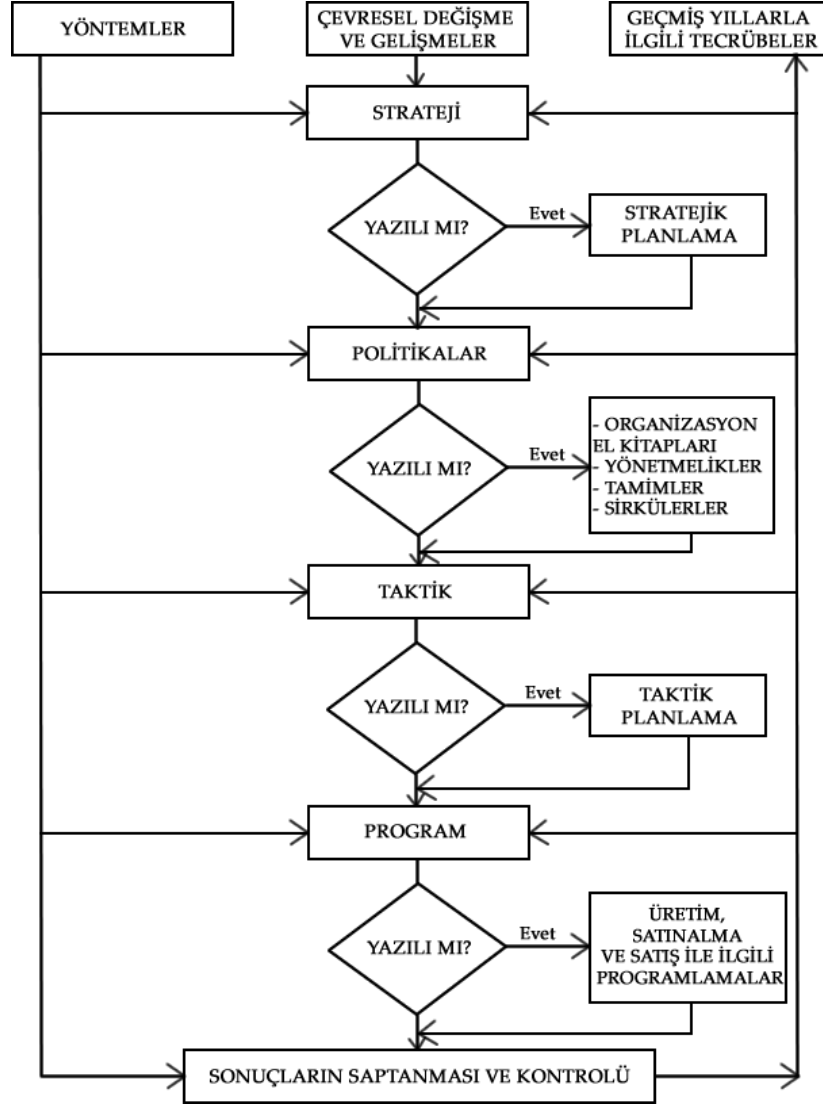 YÖNTEMLER
ÇEVRESEL DEĞİŞME
VE GELİŞMELER
GEÇMİŞ YILLARLA
İLGİLİ TECRÜBELER
STRATEJİ
YAZILI MI?
Evet
STRATEJİK
PLANLAMA
POLİTİKALAR
YAZILI MI?
Evet
- ORGANİZASYON
EL KİTAPLARI
- YÖNETMELİKLER
- TAMİMLER
- SİRKÜLERLER
TAKTİK
YAZILI MI?
Evet
TAKTİK
PLANLAMA
PROGRAM
YAZILI MI?
Evet
ÜRETİM,
SATINALMA
VE SATIŞ İLE İLGİLİ
PROGRAMLAMALAR
SONUÇLARIN SAPTANMASI VE KONTROLÜ